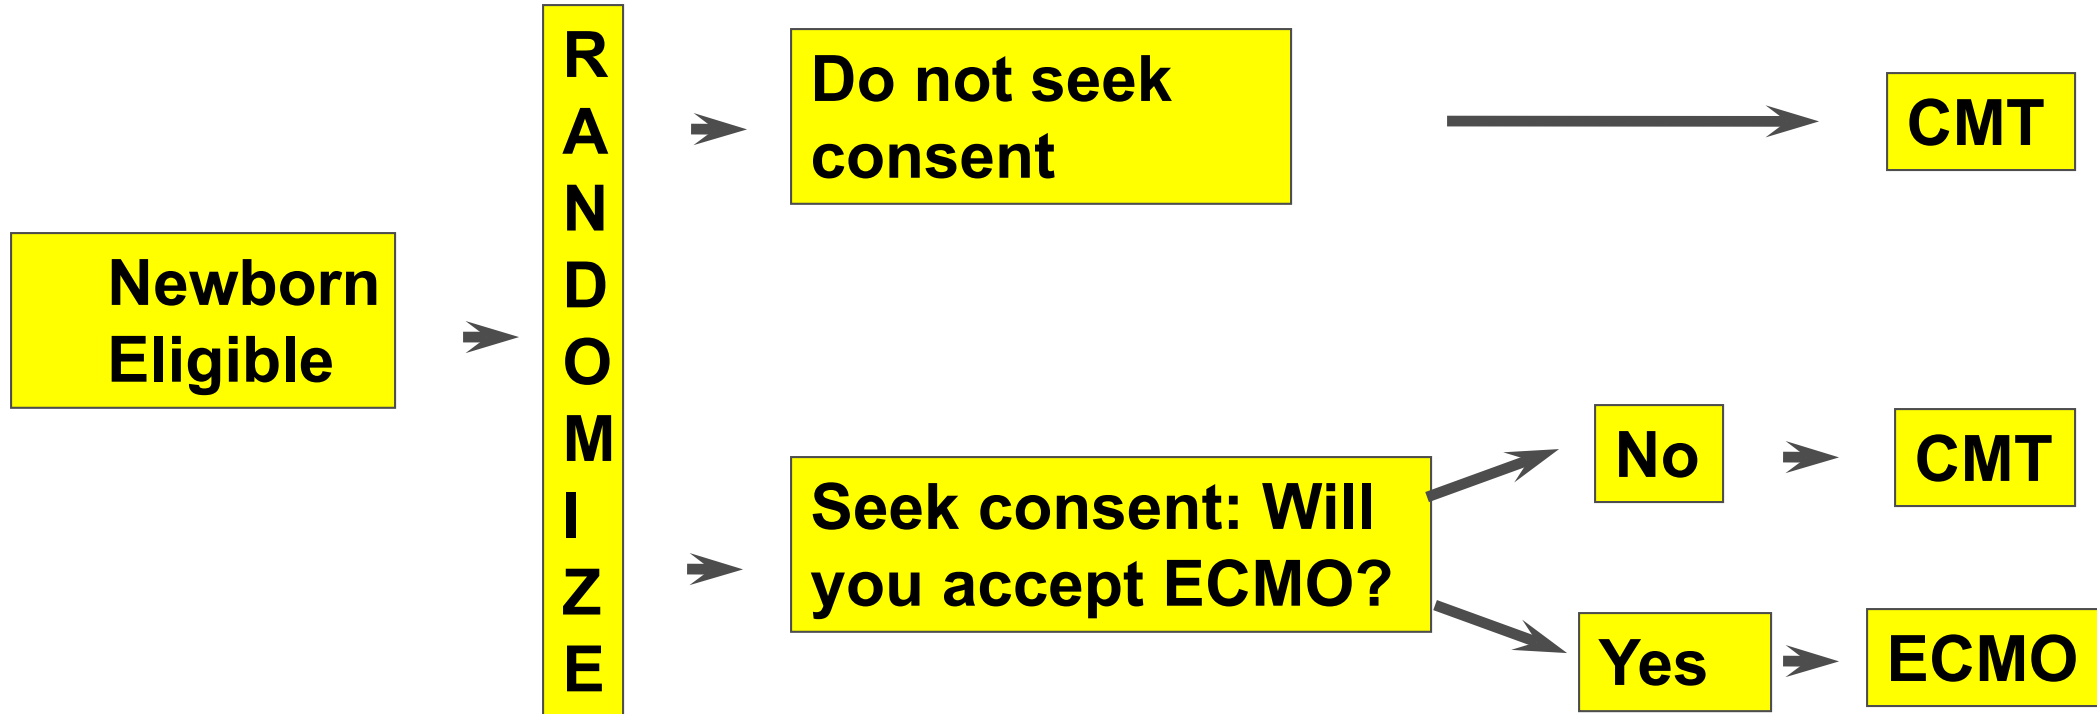 Newborn
Eligible
R
A
N
D
O
M
I
Z
E
Do not seek
consent
CMT
Seek consent: Will
you accept ECMO?
No
CMT
Yes
ECMO